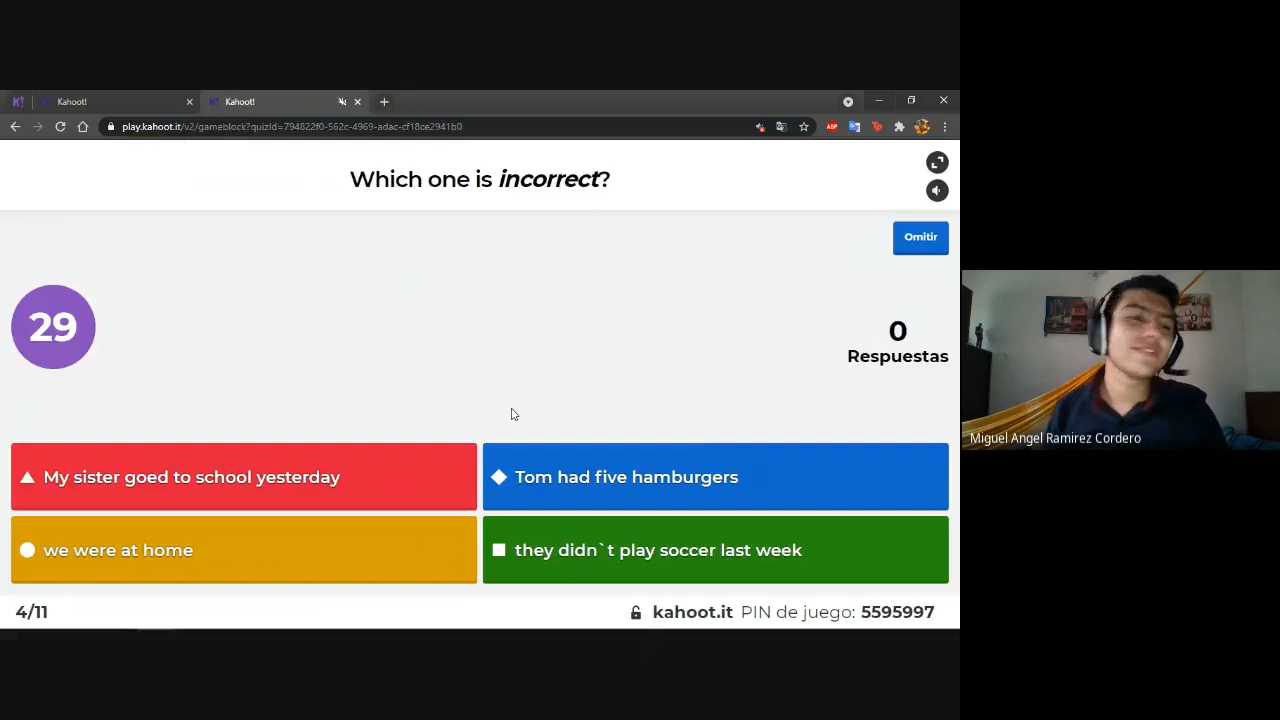 Kahoot!
Kahoot!
play.kahoot.it/v2/gameblock?quizId=794822f0-562c-4969-adac-cf18ce2941b0
ABP
Which one is incorrect?
Omitir
29
0
Respuestas
My sister goed to school yesterday
Tom had five hamburgers
we were at home
they didn`t play soccer last week
4/11
kahoot.it PIN de juego: 5595997
Miguel Angel Ramirez Cordero